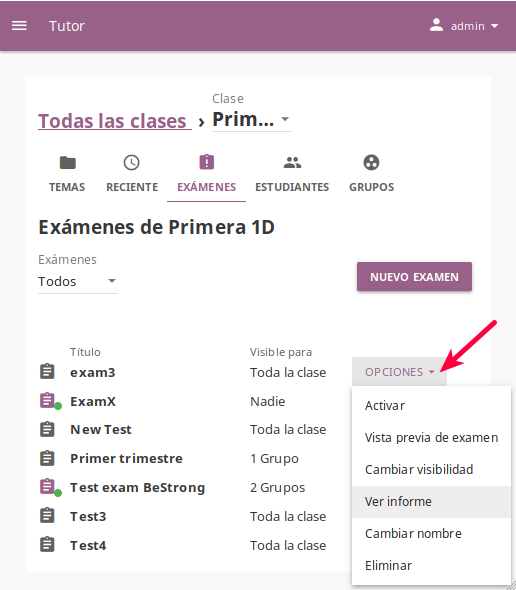 Tutor
admin
Clase
Todas las clases › Prim...
TEMAS RECIENTE EXÁMENES ESTUDIANTES GRUPOS
Exámenes de Primera 1D
Exámenes
Todos
NUEVO EXAMEN
Título Visible para
exam3 Toda la clase OPCIONES
ExamX Nadie
New Test Toda la clase
Primer trimestre 1 Grupo
Test exam BeStrong 2 Grupos
Test3 Toda la clase
Test4 Toda la clase
Activar
Vista previa de examen
Cambiar visibilidad
Ver informe
Cambiar nombre
Eliminar